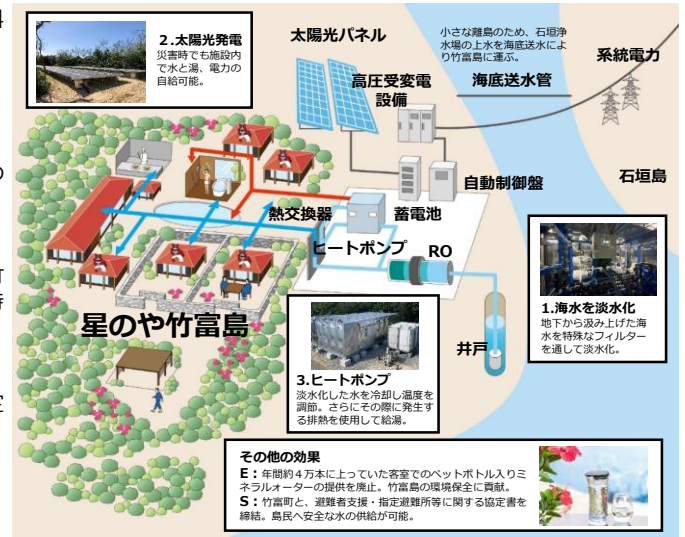 2.太陽光発電
災害時でも施設内
で水と湯、電力の
自給可能。
太陽光パネル
小さな離島のため、石垣浄
水場の上水を海底送水によ
り竹富島に運ぶ。
系統電力
高圧受変電
設備
海底送水管
自動制御盤
石垣島
熱交換器
蓄電池
ヒートポンプ
RO
1.海水を淡水化
地下から汲み上げた海
水を特殊なフィルター
を通して淡水化。
星のや竹富島
井戸
3.ヒートポンプ
淡水化した水を冷却し温度を
調節。さらにその際に発生す
る排熱を使用して給湯。
その他の効果
E：年間約４万本に上っていた客室でのペットボトル入りミ
ネラルオーターの提供を廃止。竹富島の環境保全に貢献。
S：竹富町と、避難者支援・指定避難所等に関する協定書を
締結。島民へ安全な水の供給が可能。
の